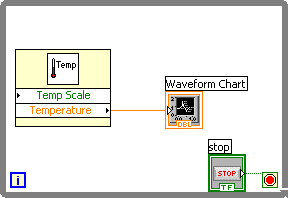 Temp
Temp Scale
Temperature
Waveform Chart
DBL
stop
STOP
TF
i